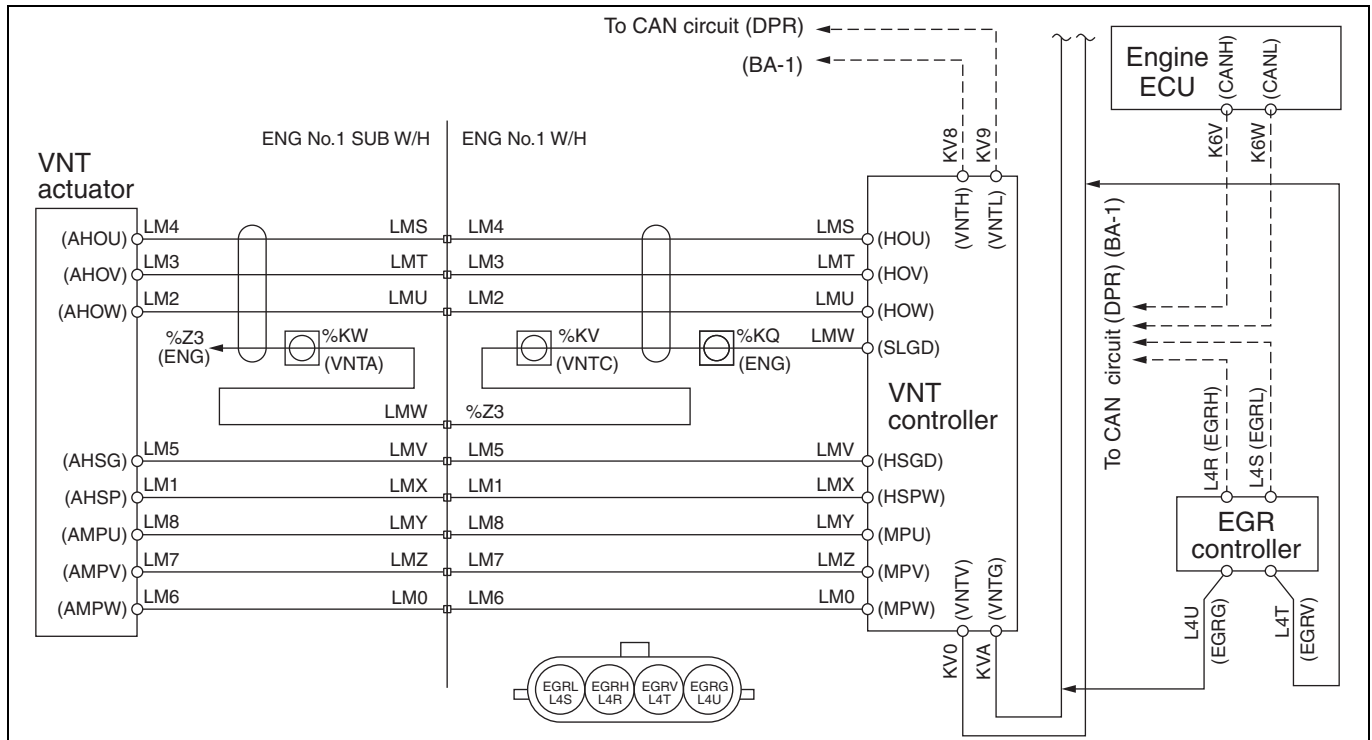 To CAN circuit (DPR)
(BA-1)
Engine
ECU
(CANH)
(CANL)
K6V
K6W
ENG No.1 SUB W/H
ENG No.1 W/H
KV8
KV9
VNT
actuator
(VNTH)
(VNTL)
(AHOU)
LM4
LMS
LM4
LMS
(HOU)
(AHOV)
LM3
LMT
LM3
LMT
(HOV)
(AHOW)
LM2
LMU
LM2
LMU
(HOW)
%Z3
(ENG)
%KW
(VNTA)
%KV
(VNTC)
%KQ
(ENG)
LMW
(SLGD)
VNT
controller
LMW
%Z3
To CAN circuit (DPR) (BA-1)
(AHSG)
LM5
LMV
LM5
LMV
(HSGD)
(AHSP)
LM1
LMX
LM1
LMX
(HSPW)
(AMPU)
LM8
LMY
LM8
LMY
(MPU)
(AMPV)
LM7
LMZ
LM7
LMZ
(MPV)
(AMPW)
LM6
LM0
LM6
LM0
(MPW)
(VNTV)
(VNTG)
KV0
KVA
L4R (EGRH)
L4S (EGRL)
EGR
controller
L4U
(EGRG)
L4T
(EGRV)
EGRL
L4S
EGRH
L4R
EGRV
L4T
EGRG
L4U